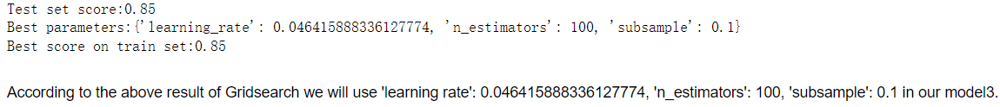 Test set score:0.85
Best parameters:{'learning_rate': 0.046415888336127774, 'n_estimators': 100, 'subsample': 0.1}
Best score on train set:0.85
According to the above result of Gridsearch we will use 'learning rate': 0.046415888336127774, 'n_estimators': 100, 'subsample': 0.1 in our model3.